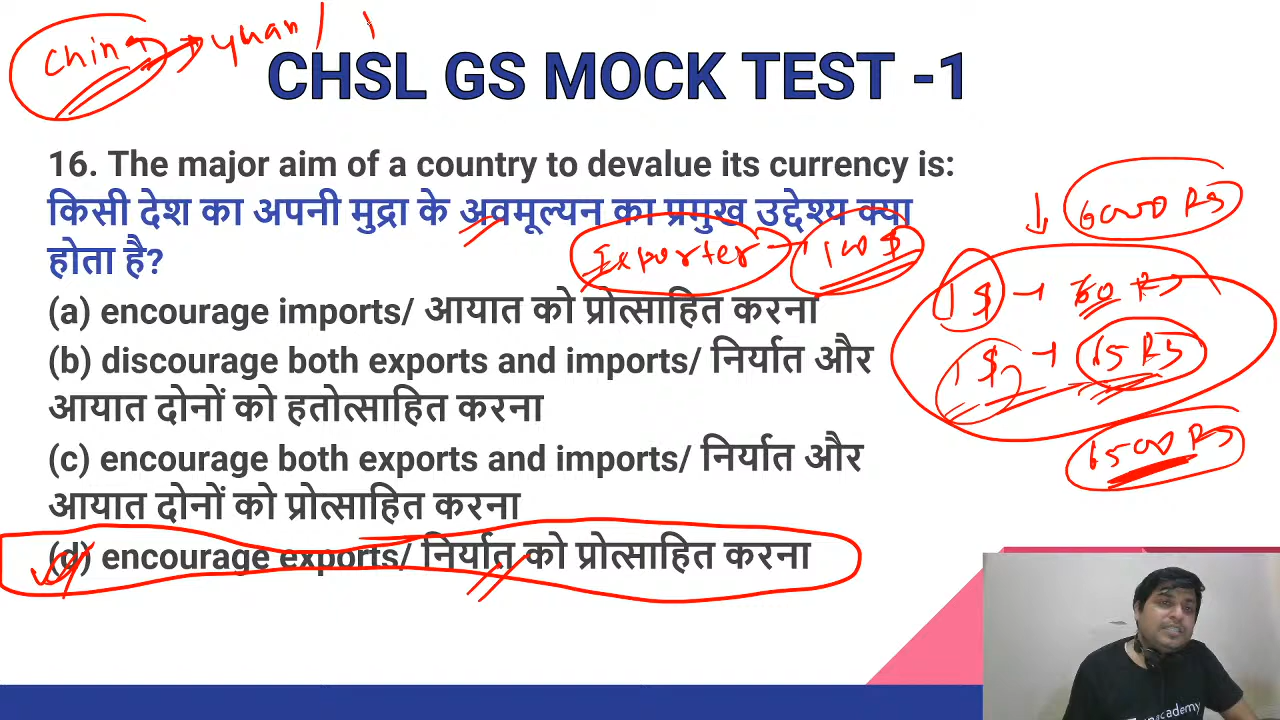 China → yuan /
CHSL GS MOCK TEST -1
16. The major aim of a country to devalue its currency is:
किसी देश का अपनी मुद्रा के अवमूल्यन का प्रमुख उद्देश्य क्या
होता है?
Exporter → 100 $
6000 RS
1 $ → 60 RS
1 $ → 65 RS
6500 RS
(a) encourage imports/ आयात को प्रोत्साहित करना
(b) discourage both exports and imports/ निर्यात और
आयात दोनों को हतोत्साहित करना
(c) encourage both exports and imports/ निर्यात और
आयात दोनों को प्रोत्साहित करना
(d) encourage exports/ निर्यात को प्रोत्साहित करना